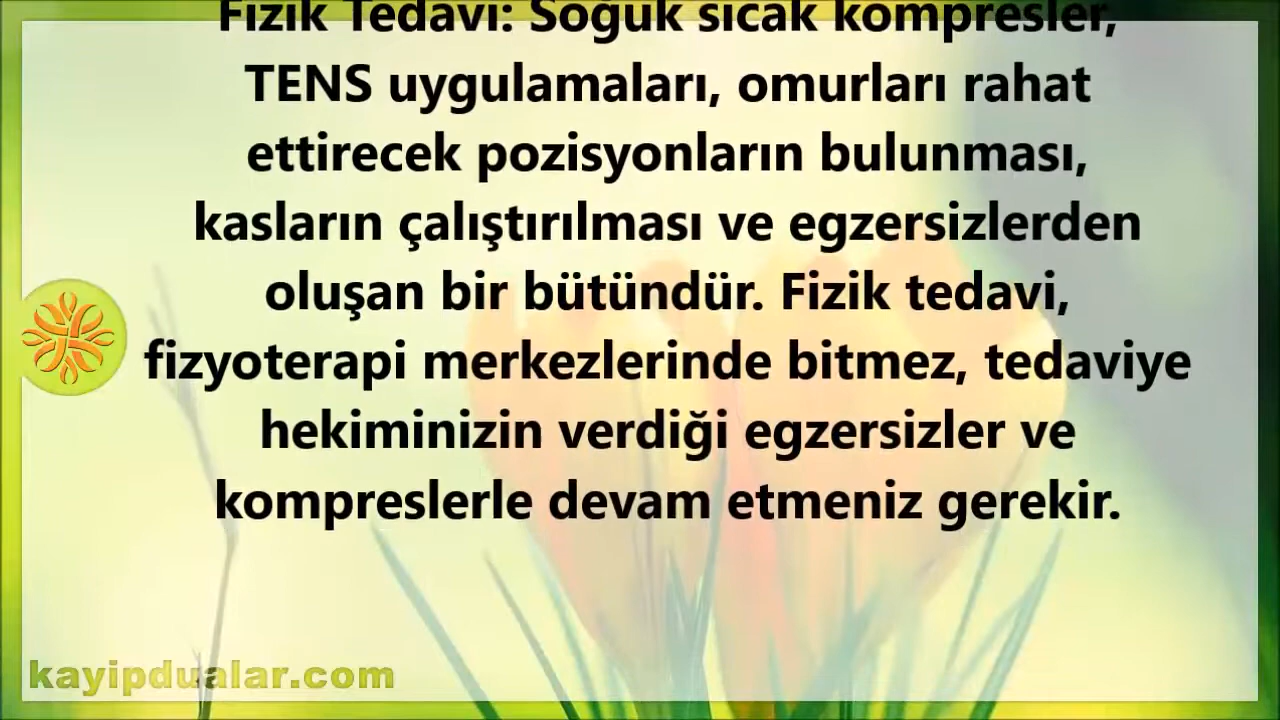 Fizik Tedavi: Soğuk sıcak kompresler,
TENS uygulamaları, omurları rahat
ettirecek pozisyonların bulunması,
kasların çalıştırılması ve egzersizlerden
oluşan bir bütündür. Fizik tedavi,
fizyoterapi merkezlerinde bitmez, tedaviye
hekiminizin verdiği egzersizler ve
kompreslerle devam etmeniz gerekir.
kayipdualar.com